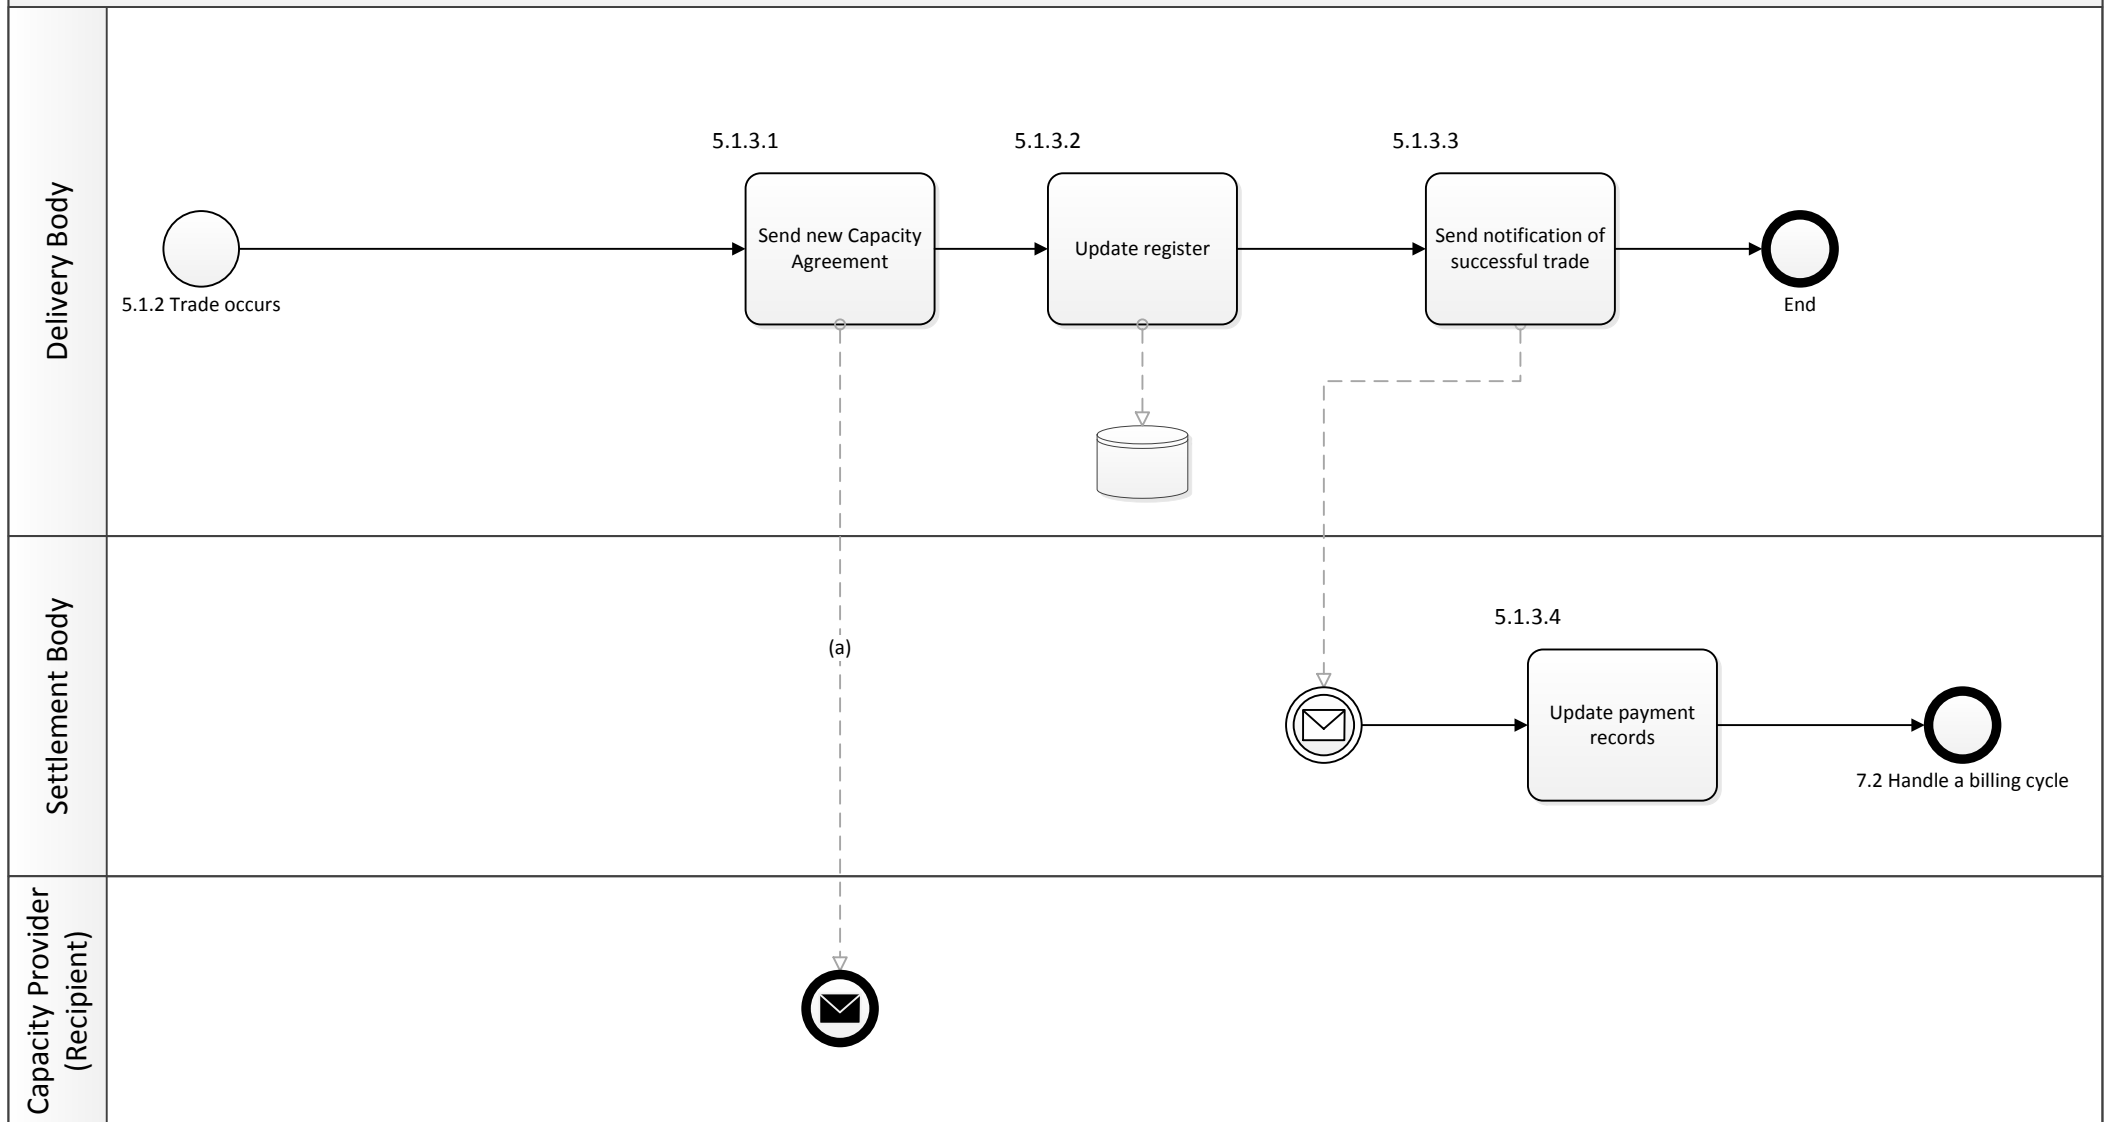 Delivery Body
5.1.3.1
5.1.3.2
5.1.3.3
Send new Capacity
Agreement
Update register
Send notification of
successful trade
5.1.2 Trade occurs
End
Settlement Body
(a)
5.1.3.4
Update payment
records
7.2 Handle a billing cycle
Capacity Provider
(Recipient)